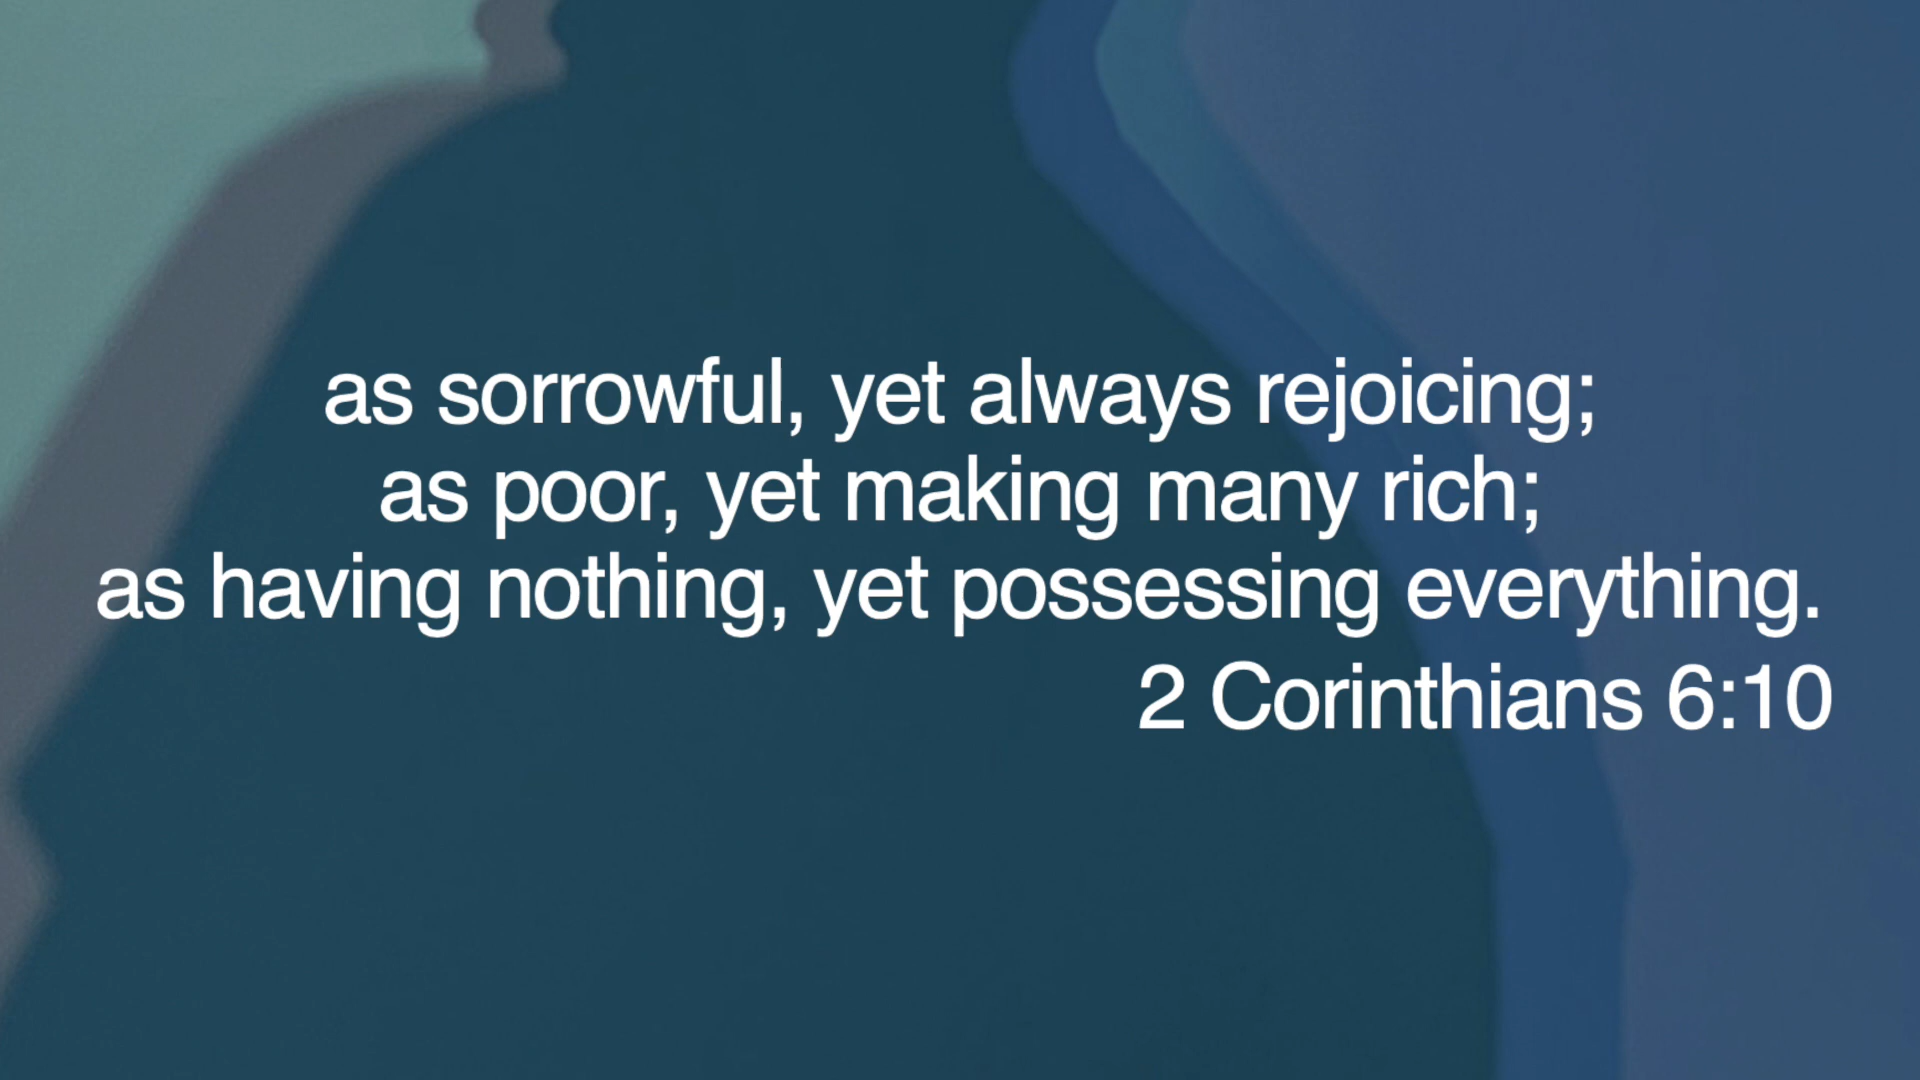 as sorrowful, yet always rejoicing;
as poor, yet making many rich;
as having nothing, yet possessing everything.
2 Corinthians 6:10